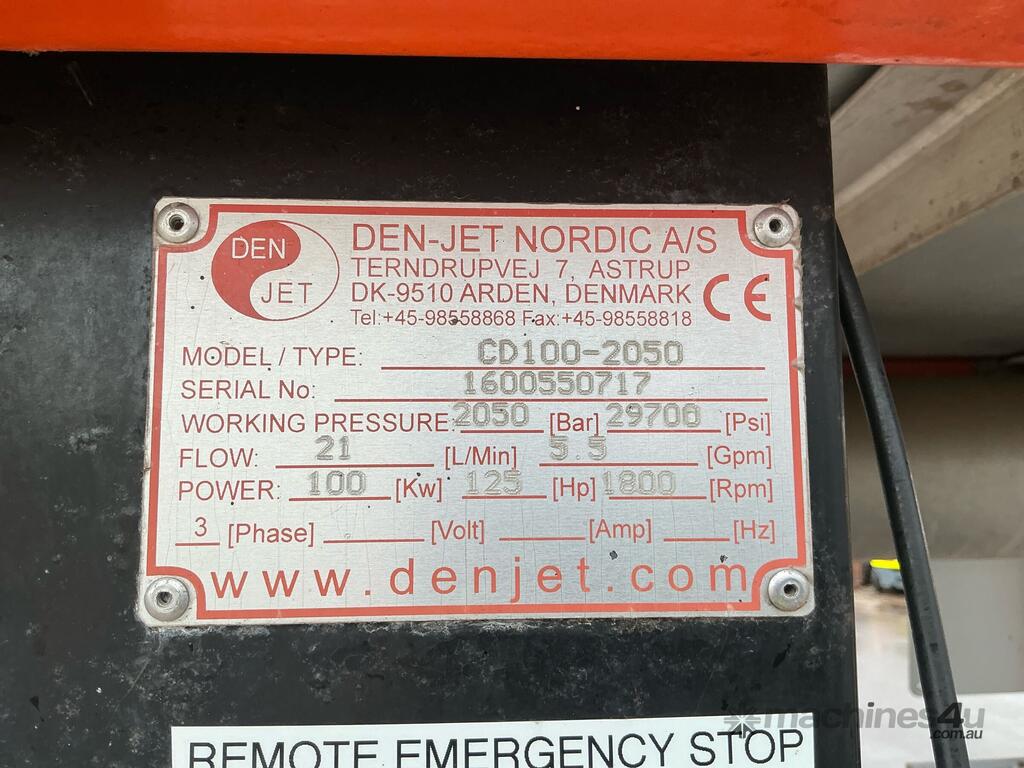 DEN
JET
DEN-JET NORDIC A/S
TERNDRUPVEJ 7, ASTRUP
DK-9510 ARDEN, DENMARK
CE
Tel:+45-98558868 Fax:+45-98558818
MODEL / TYPE: CD100-2050
SERIAL No: 1600550717
WORKING PRESSURE: 2050 [Bar] 29700 [Psi]
FLOW: 21 [L/Min] 5.5 [Gpm]
POWER: 100 [Kw] 125 [Hp] 1800 [Rpm]
3 [Phase] [Volt] [Amp] [Hz]
www.denjet.com
machines4u
.com.au
REMOTE EMERGENCY STOP